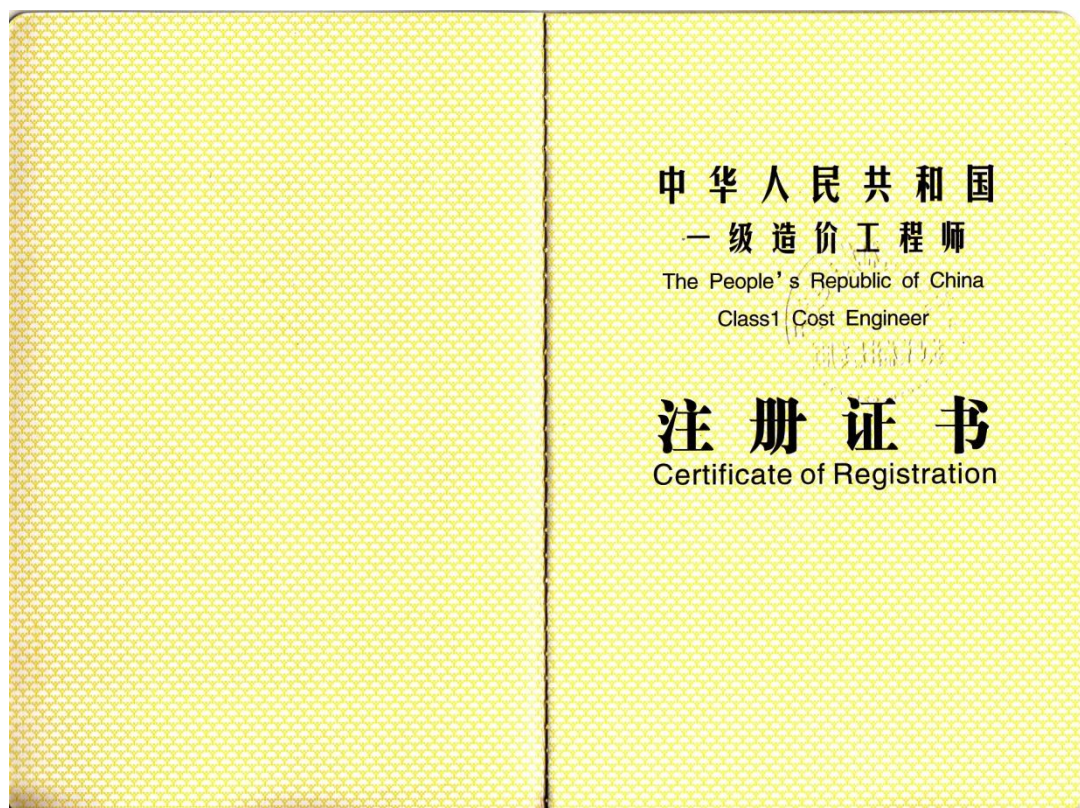 中华人民共和国
一级造价工程师
The People's Republic of China
Class1 Cost Engineer
注册证书
Certificate of Registration